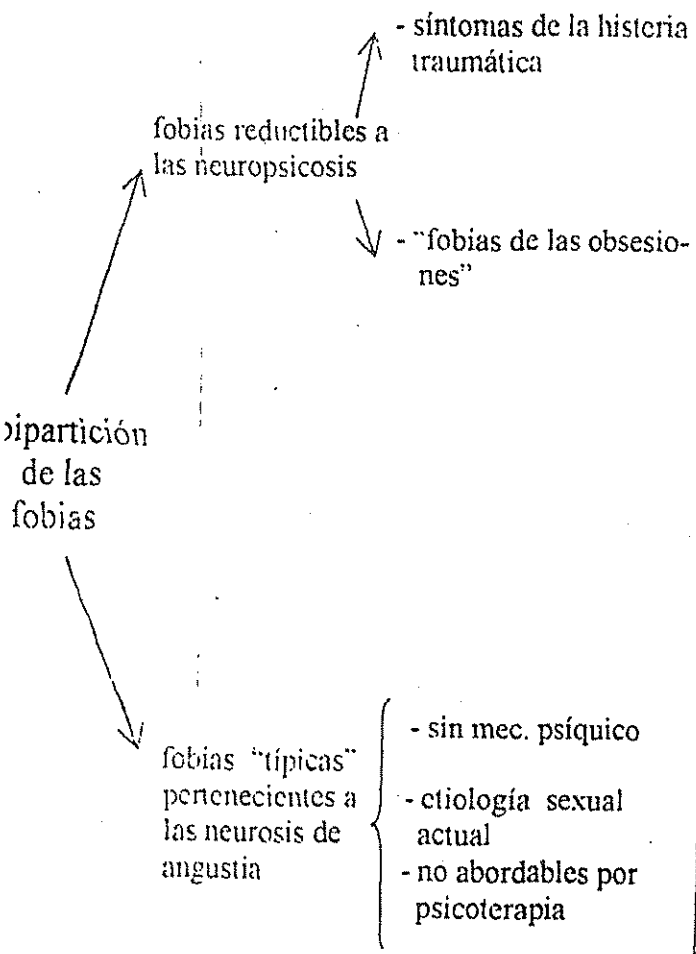 - síntomas de la histeria
traumática
fobias reductibles a
las neuropsicosis
- "fobias de las obsesio-
nes"
bipartición
de las
fobias
fobias "típicas"
pertenecientes a
las neurosis de
angustia
- sin mec. psíquico
- etiología sexual
actual
- no abordables por
psicoterapia